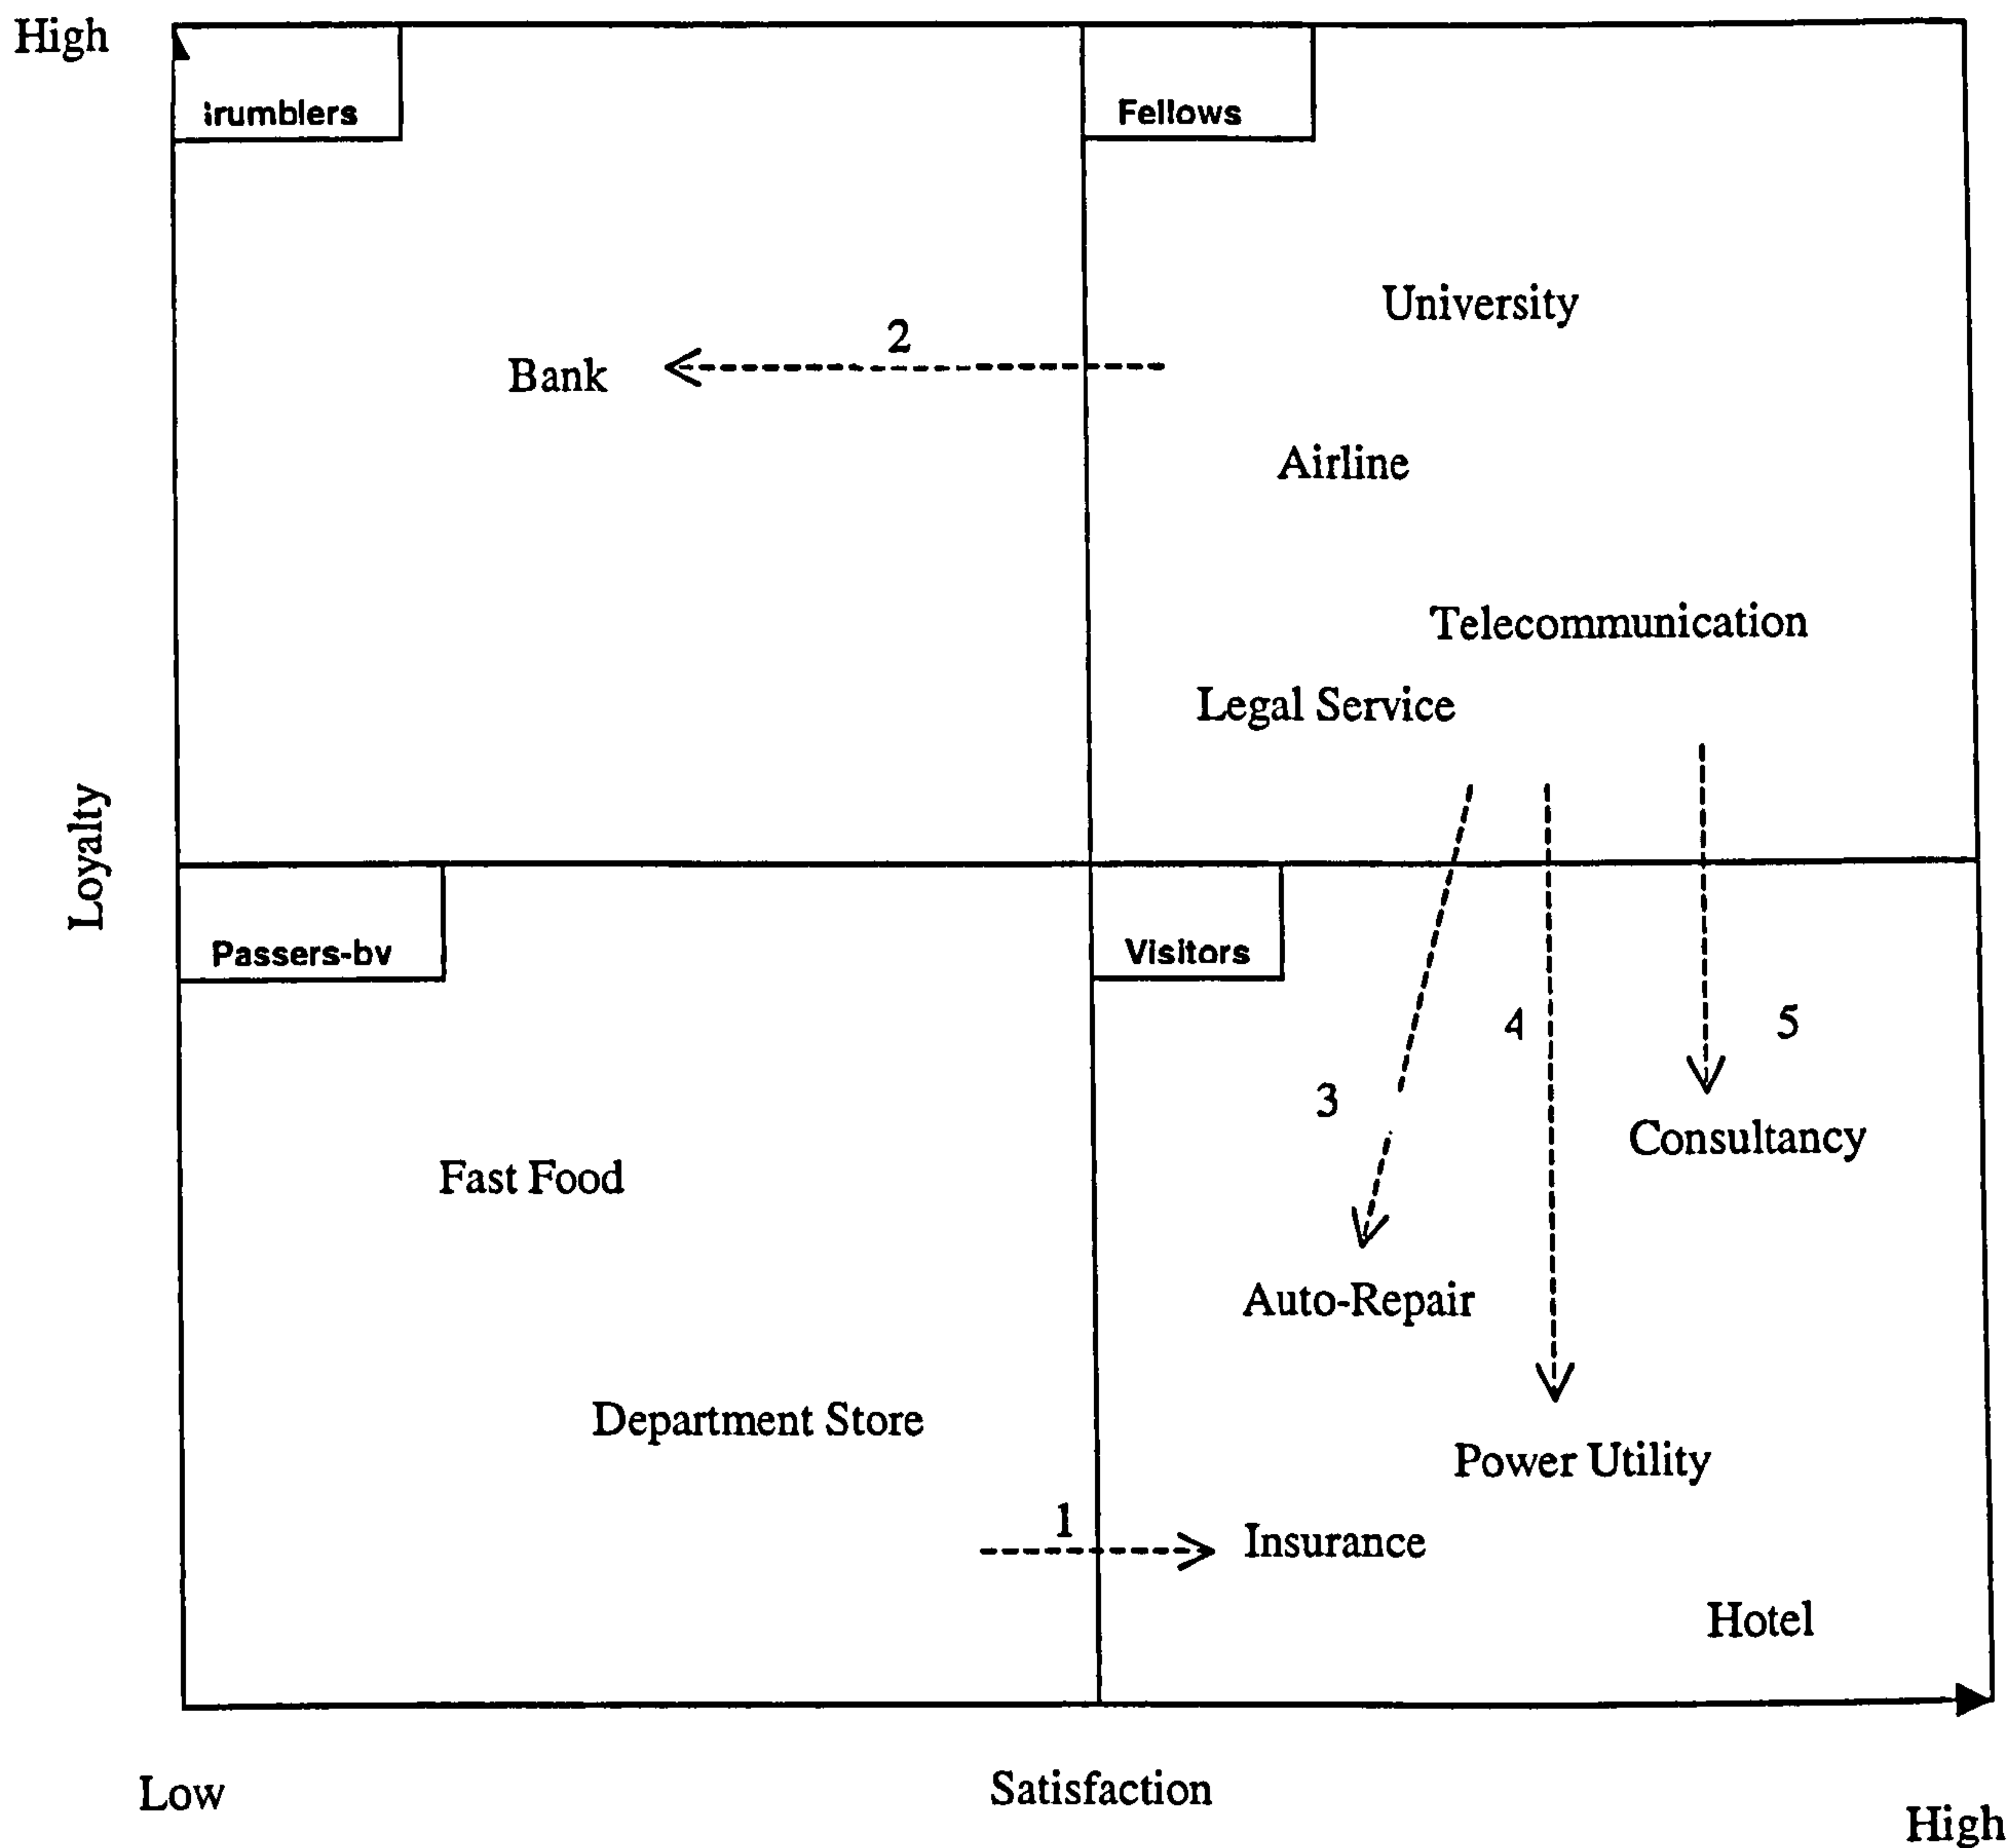 High
irumblers
Fellows
University
2
Bank
Airline
Telecommunication
Legal Service
Loyalty
Passers-bv
Visitors
4
5
3
Consultancy
Fast Food
Auto-Repair
Department Store
Power Utility
1
Insurance
Hotel
Low
Satisfaction
High